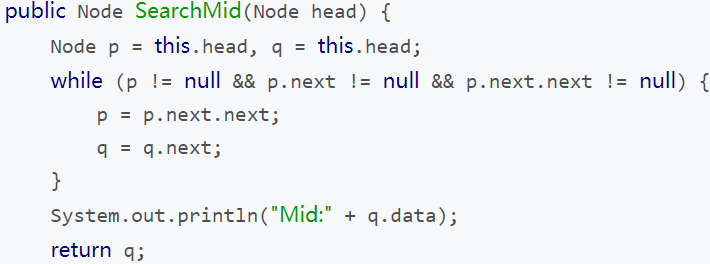 public Node SearchMid(Node head) {
    Node p = this.head, q = this.head;
    while (p != null && p.next != null && p.next.next != null) {
        p = p.next.next;
        q = q.next;
    }
    System.out.println("Mid:" + q.data);
    return q;